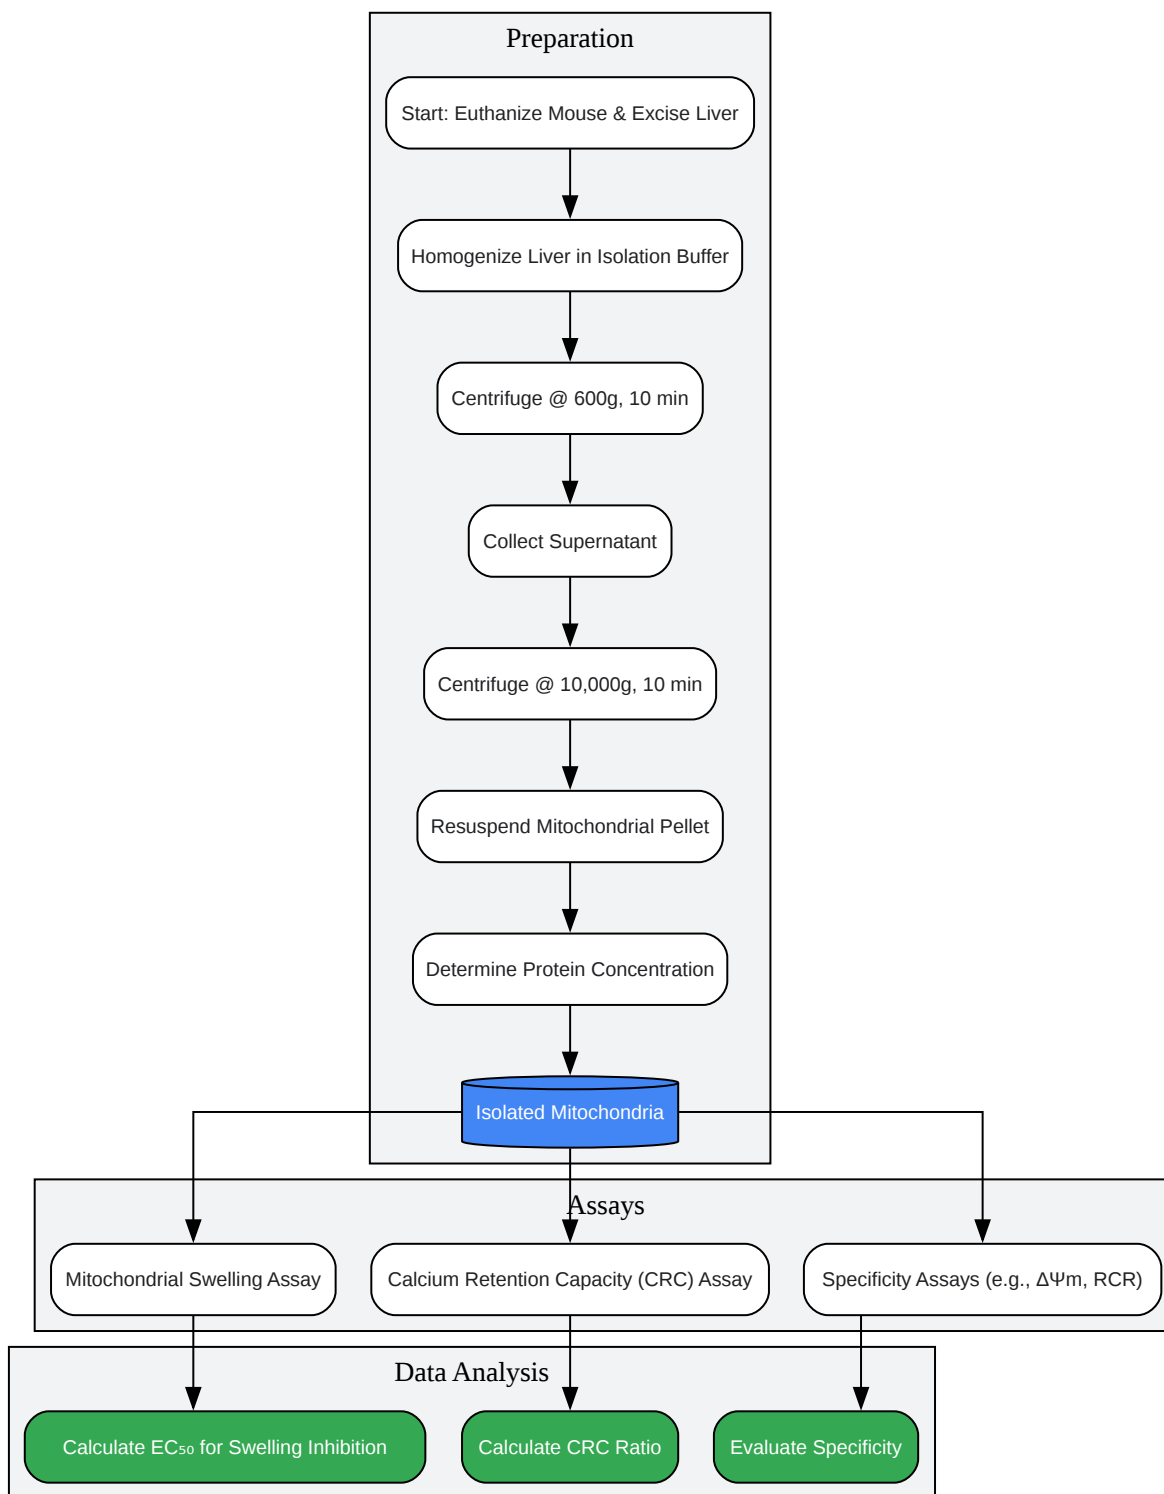 Preparation
Start: Euthanize Mouse & Excise Liver
Homogenize Liver in Isolation Buffer
Centrifuge @ 600g, 10 min
Collect Supernatant
Centrifuge @ 10,000g, 10 min
Resuspend Mitochondrial Pellet
Determine Protein Concentration
Isolated Mitochondria
Assays
Mitochondrial Swelling Assay
Calcium Retention Capacity (CRC) Assay
Specificity Assays (e.g., ΔΨm, RCR)
Data Analysis
Calculate EC₅₀ for Swelling Inhibition
Calculate CRC Ratio
Evaluate Specificity